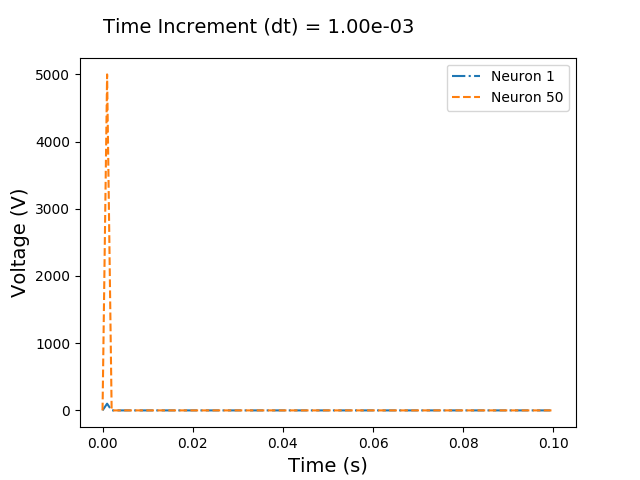 Time Increment (dt) = 1.00e-03
Neuron 1
Neuron 50
Voltage (V)
5000
4000
3000
2000
1000
0
0.00 0.02 0.04 0.06 0.08 0.10
Time (s)